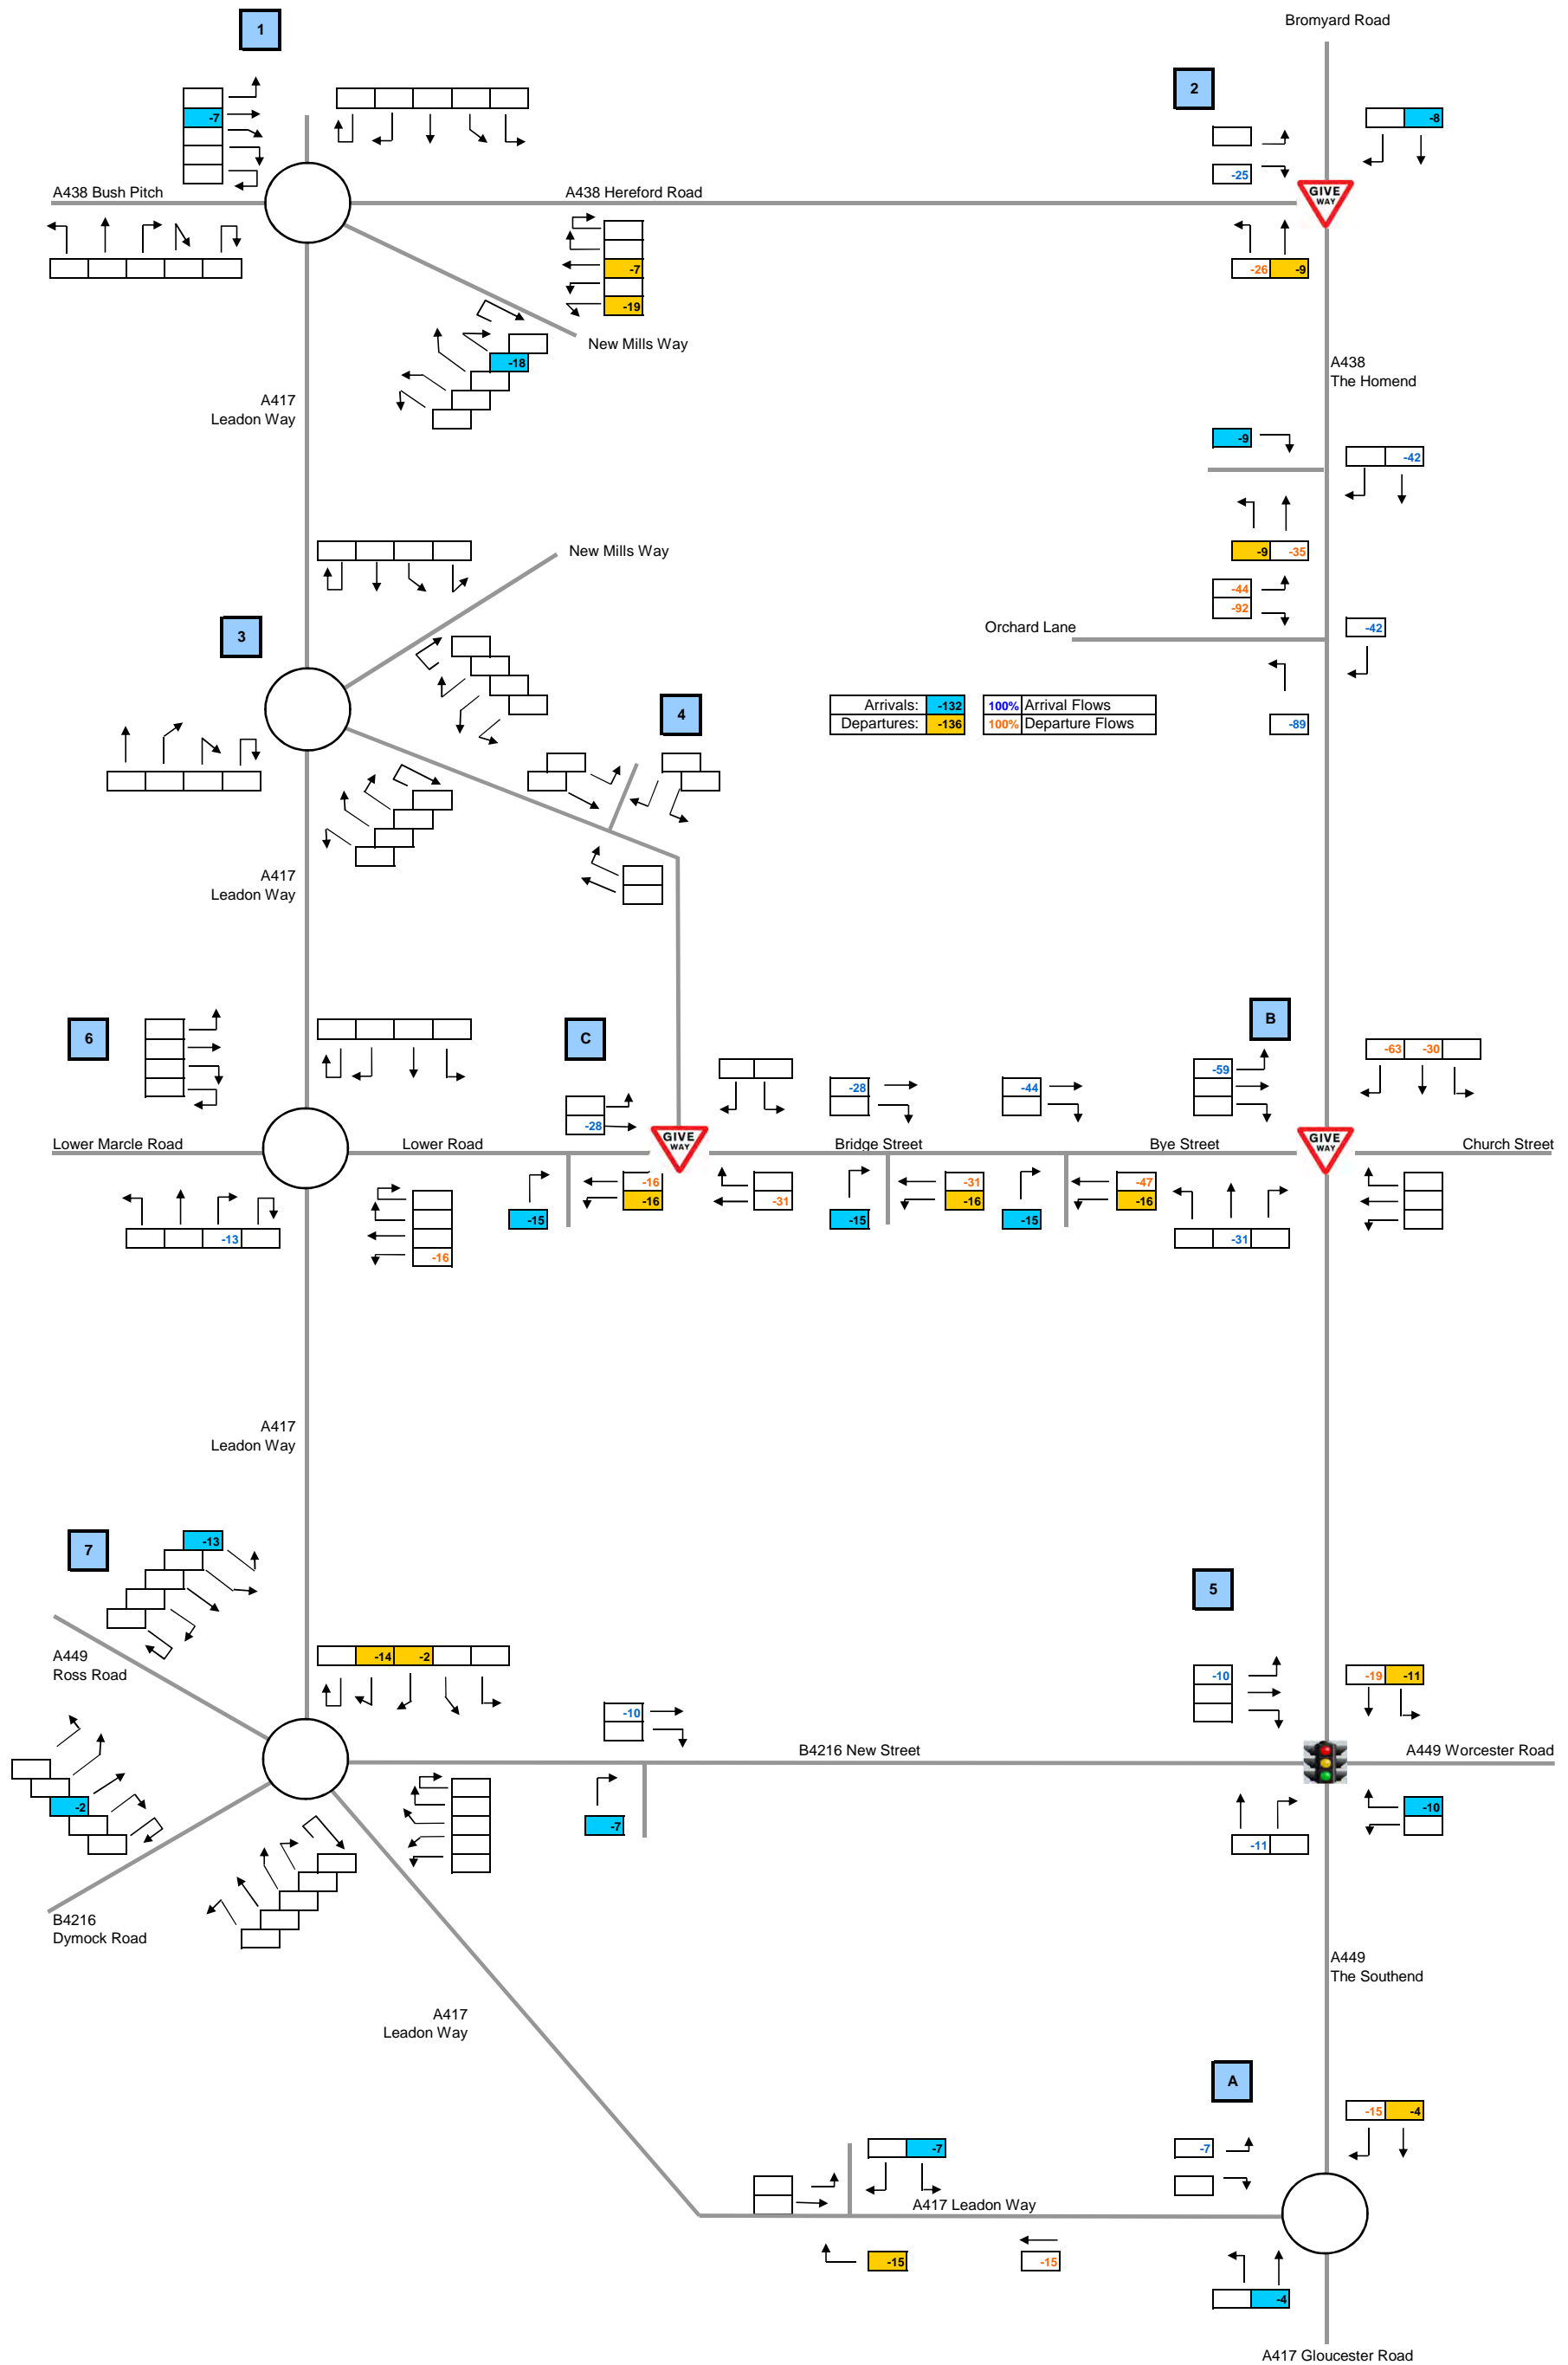 Bromyard Road
1
2
-7
-8
-25
A438 Bush Pitch
A438 Hereford Road
GIVE
WAY
-7
-19
-26 -9
New Mills Way
-18
A438
The Homend
A417
Leadon Way
-9
-42
New Mills Way
-9 -35
-44
-92
3
Orchard Lane
-42
4
Arrivals: -132 100% Arrival Flows
Departures: -136 100% Departure Flows
-89
A417
Leadon Way
6
C
B
-63 -30
-28
-44
-59
-28
Lower Marcle Road
Lower Road
GIVE
WAY
Bridge Street
Bye Street
GIVE
WAY
Church Street
-16
-16
-31
-31
-16
-47
-16
-15
-15
-15
-13
-16
-31
A417
Leadon Way
7
-13
5
A449
Ross Road
-14 -2
-10
-19 -11
-10
B4216 New Street
A449 Worcester Road
-2
-7
-10
-11
B4216
Dymock Road
A449
The Southend
A417
Leadon Way
A
-15 -4
-7
-7
A417 Leadon Way
-15
-15
-4
A417 Gloucester Road